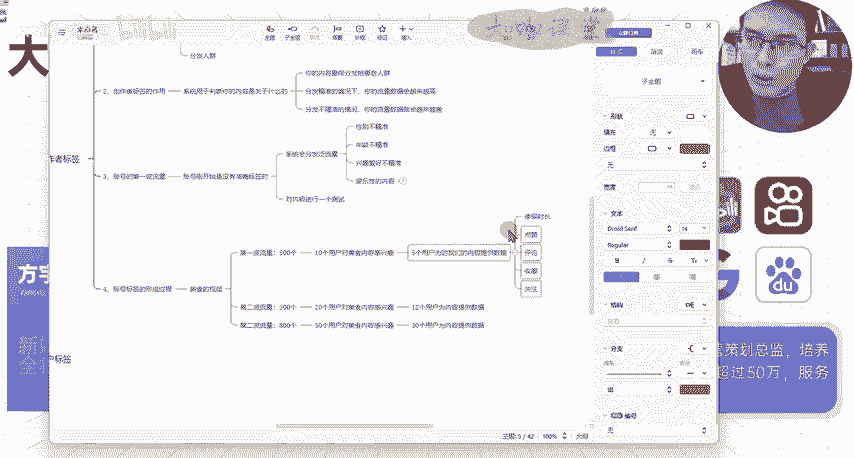 大
bilibili
未命名
主题
子主题
概要
外框
标记
插入
样式
演说
画布
分发人群
2、创作者标签的作用
系统用于判断你的内容是关于什么的
你的内容最终分发给哪些人群
分发精准的情况下，你的流量数据会越来越高
分发不精准的情况，你的流量数据就会越来越差
作者标签
3、账号的第一波流量
账号刚开始是没有准确标签的
系统会分发泛流量
性别不精准
年龄不精准
兴趣爱好不精准
娱乐性的内容
对内容进行一个测试
4、账号标签的形成过程
美食的视频
第一波流量：500个
10个用户对美食内容感兴趣
5个用户为的我们的内容提供数据
停留时长
点赞
评论
收藏
关注
第二波流量：500个
20个用户对美食内容感兴趣
12个用户为内容提供数据
第二波流量：800个
50个用户对美食内容感兴趣
30个用户为内容提供数据
户标签
子主题
形状
填充
无
边框
无
宽度
文本
Droid Serif
14
Regular
B
I
S
Tr
结构
分支
细
编号
无
主题：5 / 42
100%
大纲
方
du
营策划总监，培养
超过50万，服务